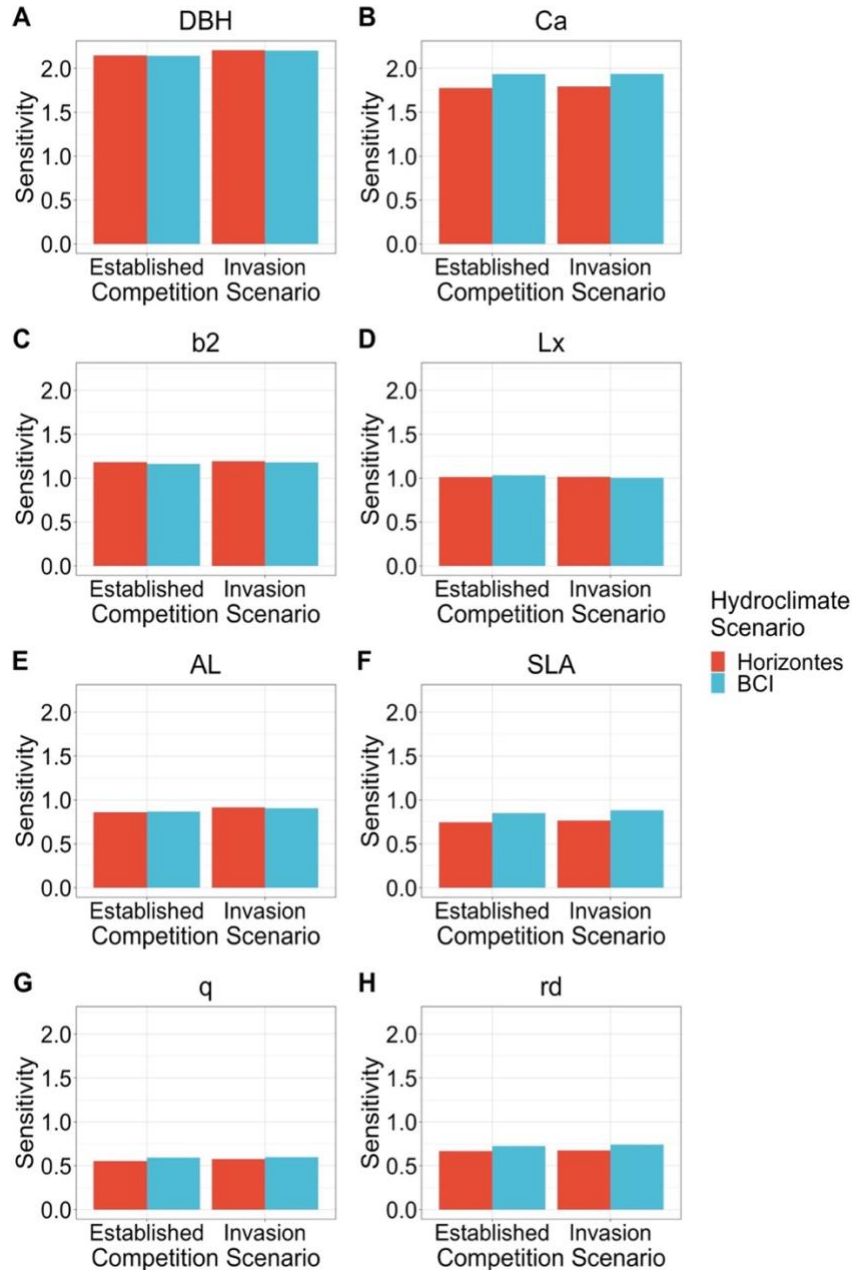 A
DBH
Sensitivity
2.0
1.5
1.0
0.5
0.0
Established Invasion
Competition Scenario
B
Ca
Sensitivity
2.0
1.5
1.0
0.5
0.0
Established Invasion
Competition Scenario
C
b2
Sensitivity
2.0
1.5
1.0
0.5
0.0
Established Invasion
Competition Scenario
D
Lx
Sensitivity
2.0
1.5
1.0
0.5
0.0
Established Invasion
Competition Scenario
E
AL
Sensitivity
2.0
1.5
1.0
0.5
0.0
Established Invasion
Competition Scenario
F
SLA
Sensitivity
2.0
1.5
1.0
0.5
0.0
Established Invasion
Competition Scenario
G
q
Sensitivity
2.0
1.5
1.0
0.5
0.0
Established Invasion
Competition Scenario
H
rd
Sensitivity
2.0
1.5
1.0
0.5
0.0
Established Invasion
Competition Scenario
Hydroclimate
Scenario
Horizontes
BCI